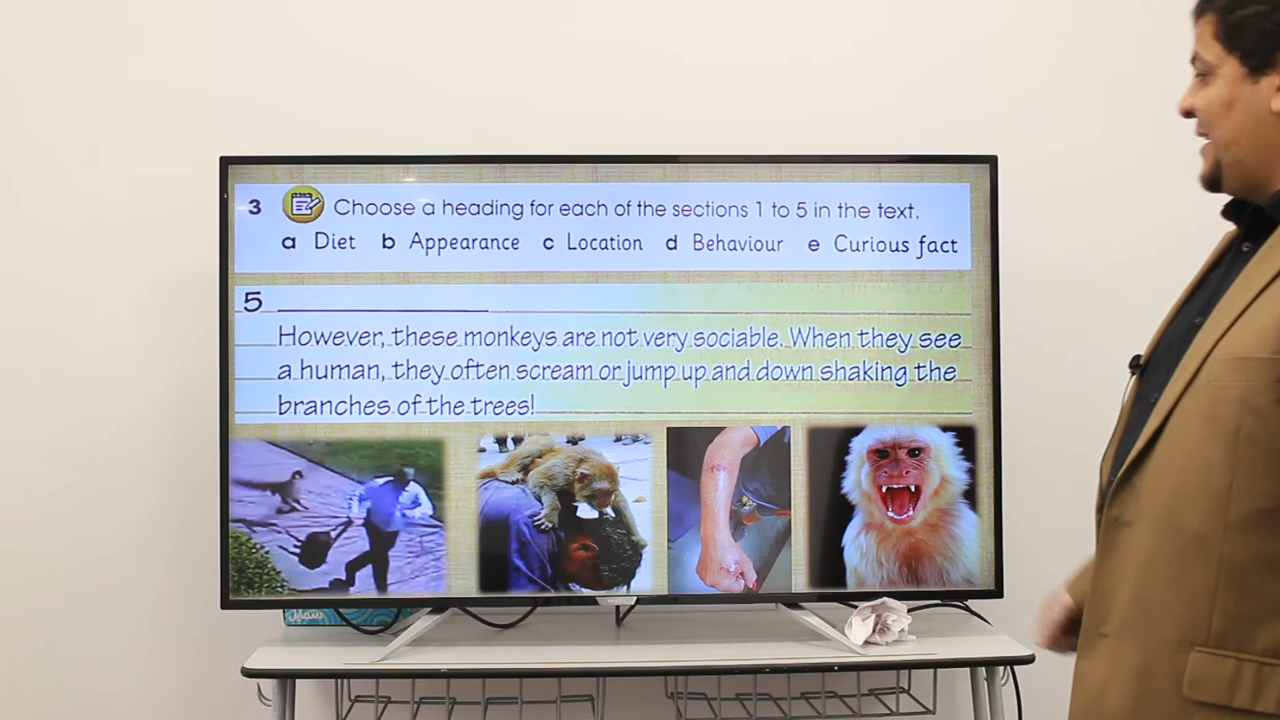 3 Choose a heading for each of the sections 1 to 5 in the text.
a Diet b Appearance c Location d Behaviour e Curious fact
5
However, these monkeys are not very sociable. When they see
a human, they often scream or jump up and down shaking the
branches of the trees!